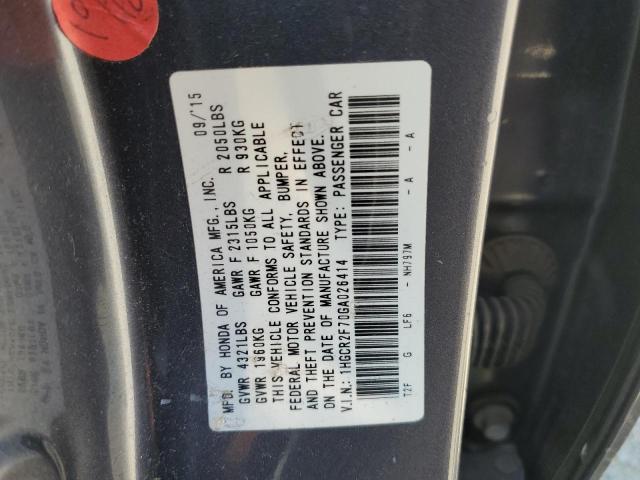 MFD. BY HONDA OF AMERICA MFG., INC. 09/'15
GVWR 4321LBS GAWR F 2315LBS R 2050LBS
GVWR 1960KG GAWR F 1050KG R 930KG
THIS VEHICLE CONFORMS TO ALL APPLICABLE
FEDERAL MOTOR VEHICLE SAFETY, BUMPER,
AND THEFT PREVENTION STANDARDS IN EFFECT
ON THE DATE OF MANUFACTURE SHOWN ABOVE.
V.I.N.: 1HGCR2F70GA026414 TYPE: PASSENGER CAR
T2F G LF6 - NH797M - A - A